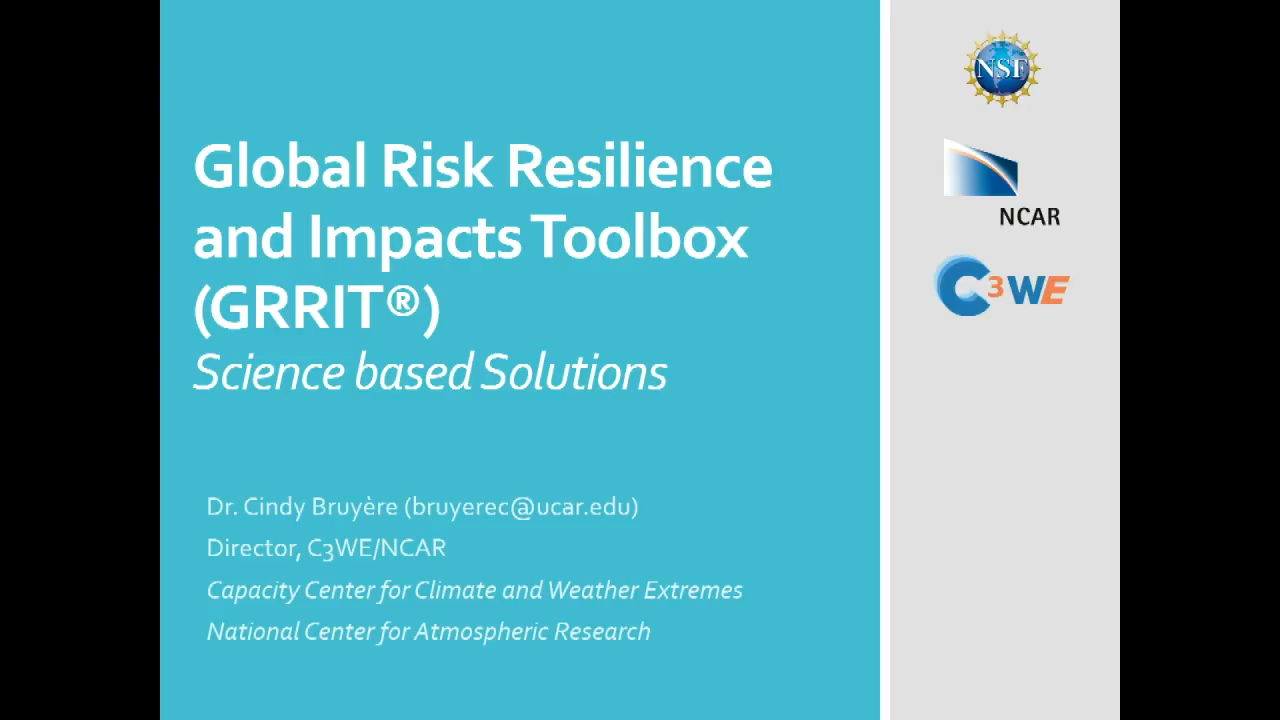 Global Risk Resilience
and Impacts Toolbox
(GRRIT®)
Science based Solutions
Dr. Cindy Bruyère (bruyerec@ucar.edu)
Director, C3WE/NCAR
Capacity Center for Climate and Weather Extremes
National Center for Atmospheric Research
NSF
NCAR
C3WE